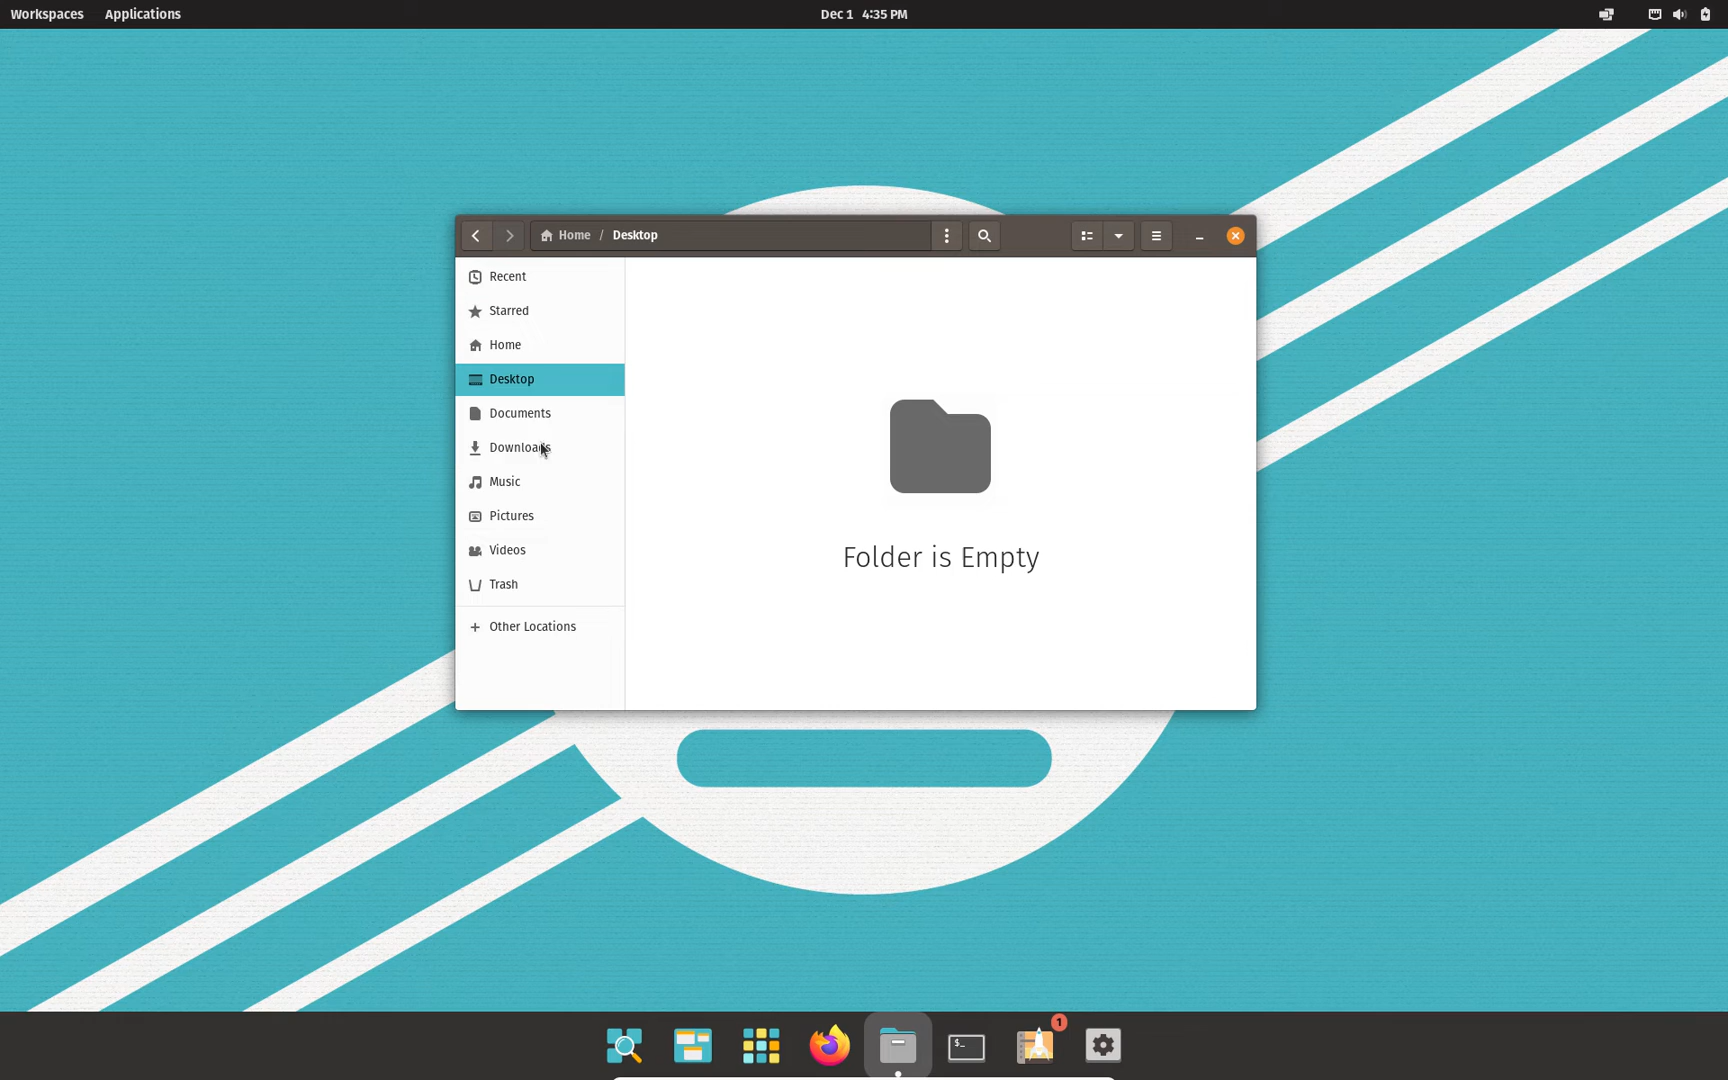 Workspaces Applications Dec 1 4:35 PM
Home / Desktop
Recent
Starred
Home
Desktop
Documents
Downloads
Music
Pictures
Videos
Trash
+ Other Locations
Folder is Empty
$_
1